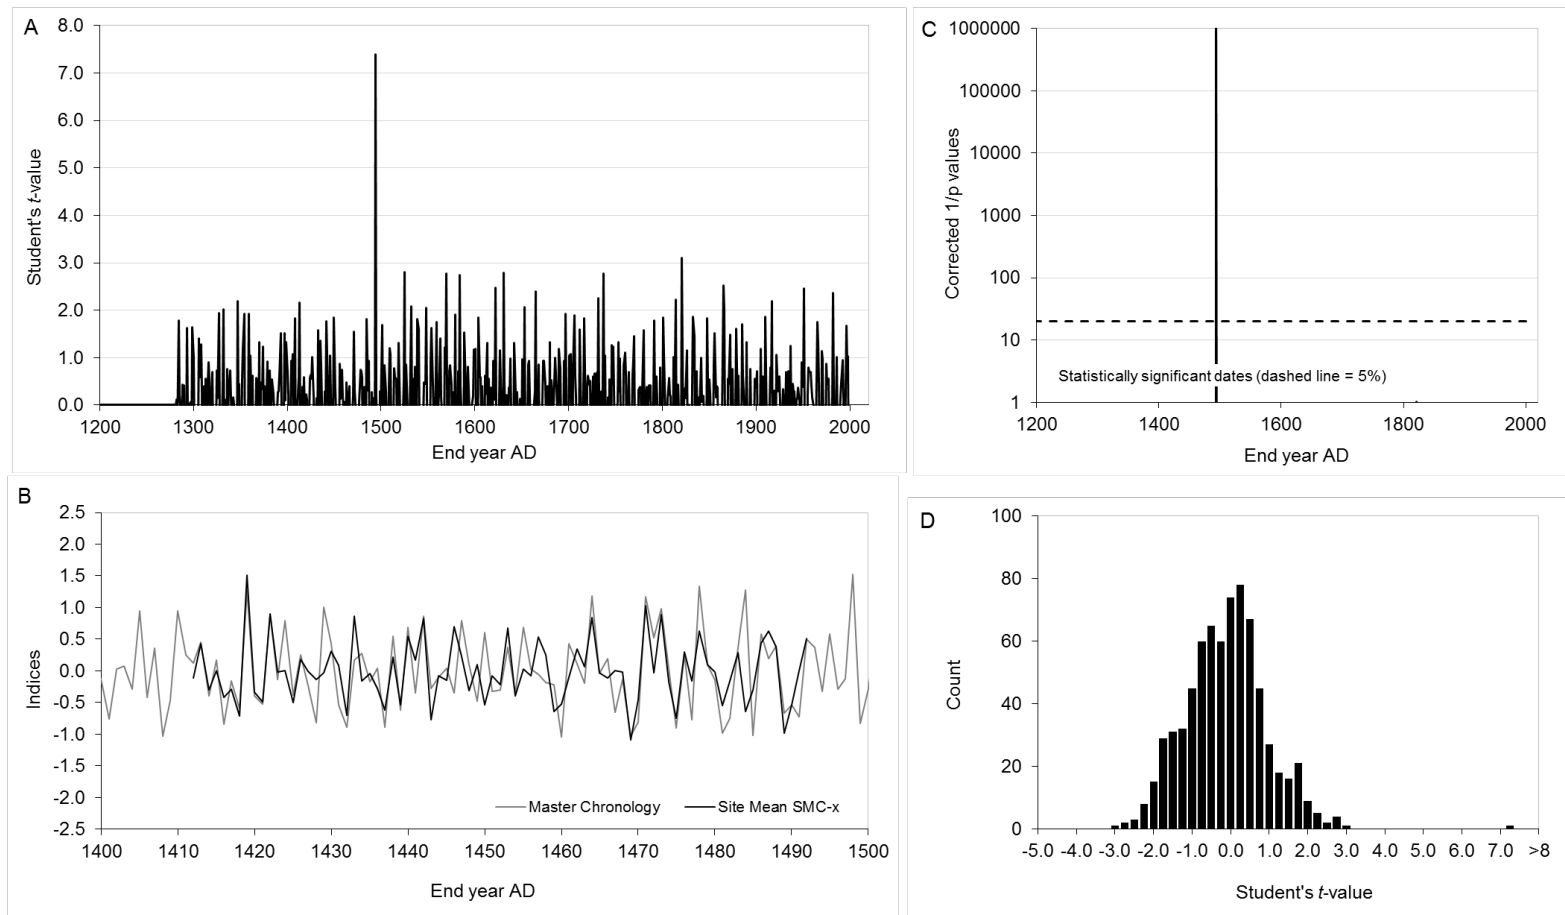 A
8.0
7.0
6.0
5.0
4.0
3.0
2.0
1.0
0.0
Student's t-value
1200 1300 1400 1500 1600 1700 1800 1900 2000
End year AD
C
1000000
100000
10000
1000
100
10
1
Corrected 1/p values
Statistically significant dates (dashed line = 5%)
1200 1400 1600 1800 2000
End year AD
B
2.5
2.0
1.5
1.0
0.5
0.0
-0.5
-1.0
-1.5
-2.0
-2.5
Indices
Master Chronology Site Mean SMC-x
1400 1410 1420 1430 1440 1450 1460 1470 1480 1490 1500
End year AD
D
100
80
60
40
20
0
Count
-5.0 -4.0 -3.0 -2.0 -1.0 0.0 1.0 2.0 3.0 4.0 5.0 6.0 7.0 >8
Student's t-value